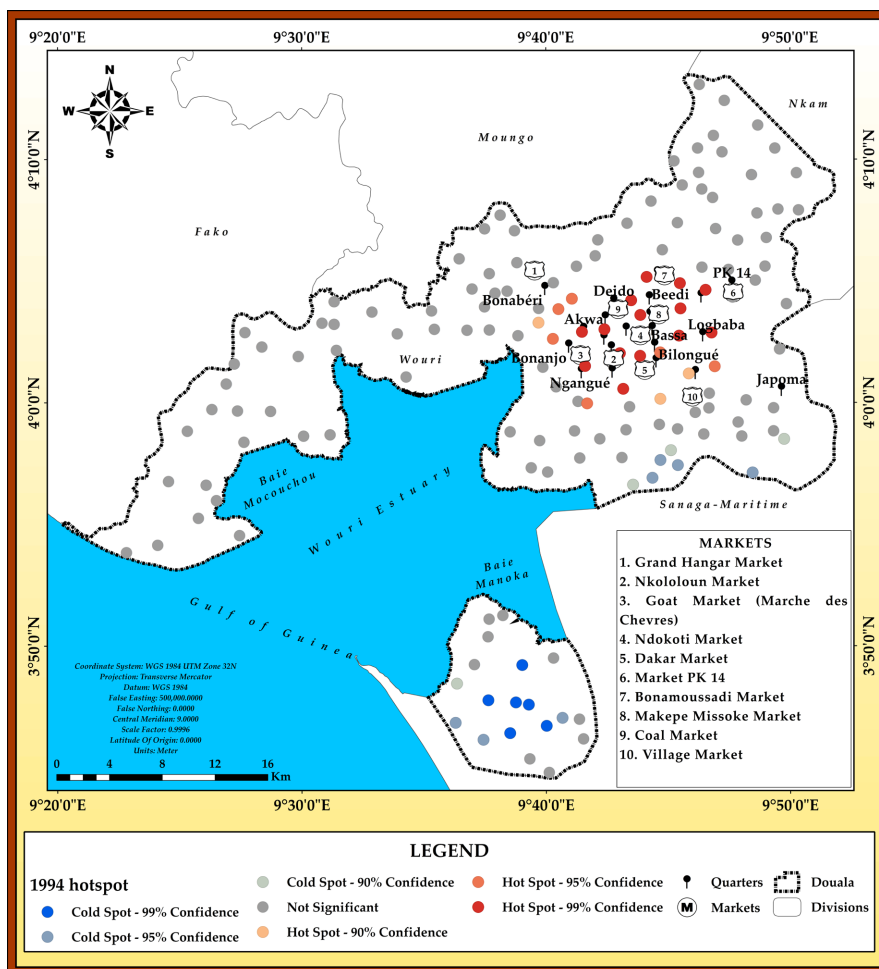 9°20'0"E 9°30'0"E 9°40'0"E 9°50'0"E
N
W E
S
Nkam
Moungo
4°10'0"N 4°10'0"N
Fako
1
7
PK 14
6
Bonabéri
Deido
Beedi
9
8
Akwa
Logbaba
4
Bassa
Bonanjo
3
2
Bilongué
5
Wouri
Ngangué
Japoma
10
4°0'0"N 4°0'0"N
Baie
Mocouchou
Wouri Estuary
Sanaga-Maritime
Baie
Manoka
Gulf of Guinea
3°50'0"N 3°50'0"N
MARKETS
1. Grand Hangar Market
2. Nkololoun Market
3. Goat Market (Marche des
Chevres)
4. Ndokoti Market
5. Dakar Market
6. Market PK 14
7. Bonamoussadi Market
8. Makepe Missoke Market
9. Coal Market
10. Village Market
Coordinate System: WGS 1984 UTM Zone 32N
Projection: Transverse Mercator
Datum: WGS 1984
False Easting: 500,000.0000
False Northing: 0.0000
Central Meridian: 9.0000
Scale Factor: 0.9996
Latitude Of Origin: 0.0000
Units: Meter
0 4 8 12 16
Km
9°20'0"E 9°30'0"E 9°40'0"E 9°50'0"E
LEGEND
1994 hotspot
Cold Spot - 99% Confidence
Cold Spot - 95% Confidence
Cold Spot - 90% Confidence
Not Significant
Hot Spot - 90% Confidence
Hot Spot - 95% Confidence
Hot Spot - 99% Confidence
Quarters
M Markets
Douala
Divisions